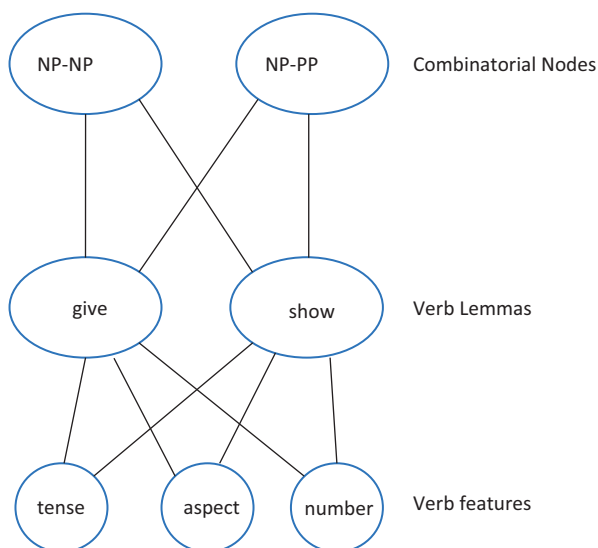 NP-NP NP-PP Combinatorial Nodes
give show Verb Lemmas
tense aspect number Verb features